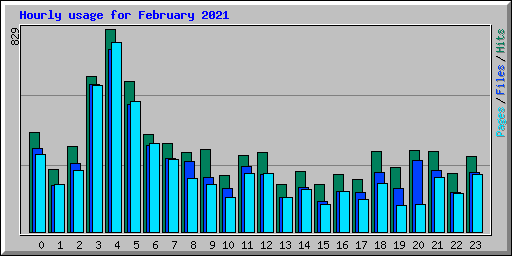 Hourly usage for February 2021
829
Pages / Files / Hits
0 1 2 3 4 5 6 7 8 9 10 11 12 13 14 15 16 17 18 19 20 21 22 23